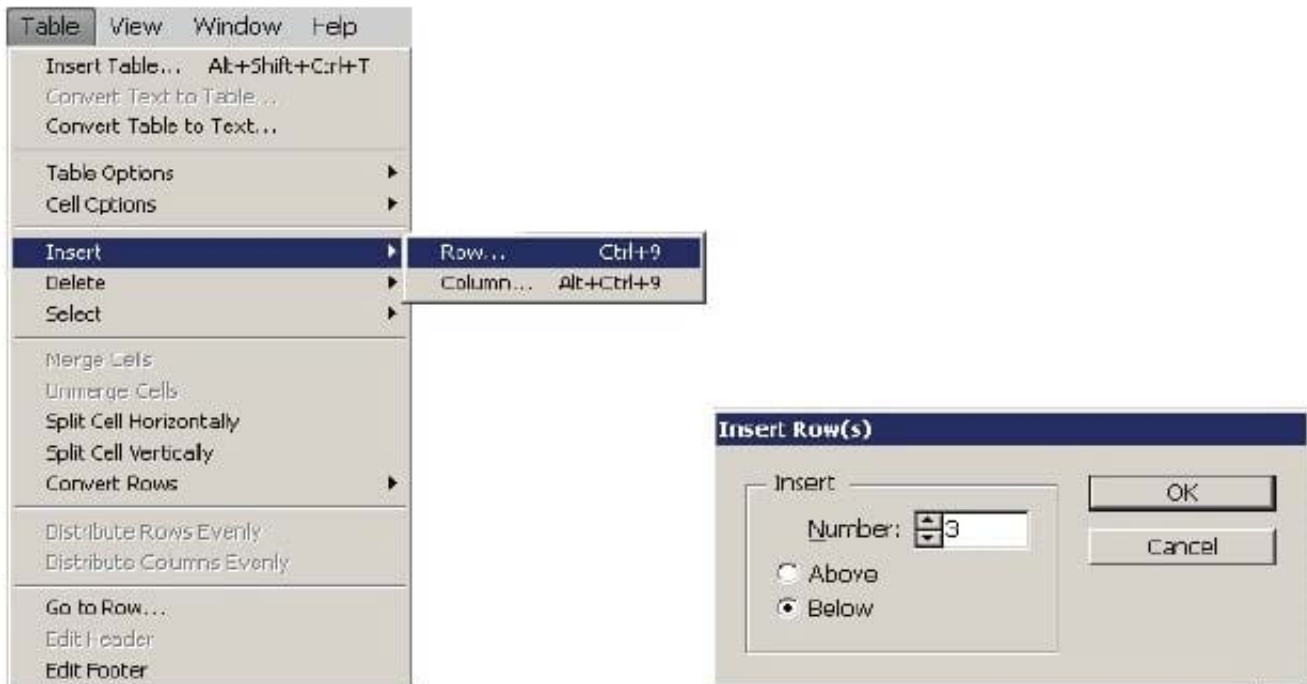 Table View Window Help
Insert Table... Alt+Shift+Ctrl+T
Convert Text to Table...
Convert Table to Text...
Table Options
Cell Options
Insert
Row... Ctrl+9
Delete
Column... Alt+Ctrl+9
Select
Merge Cells
Unmerge Cells
Split Cell Horizontally
Split Cell Vertically
Convert Rows
Distribute Rows Evenly
Distribute Columns Evenly
Go to Row...
Edit Header
Edit Footer
Insert Row(s)
Insert
OK
Number: 3
Cancel
Above
Below